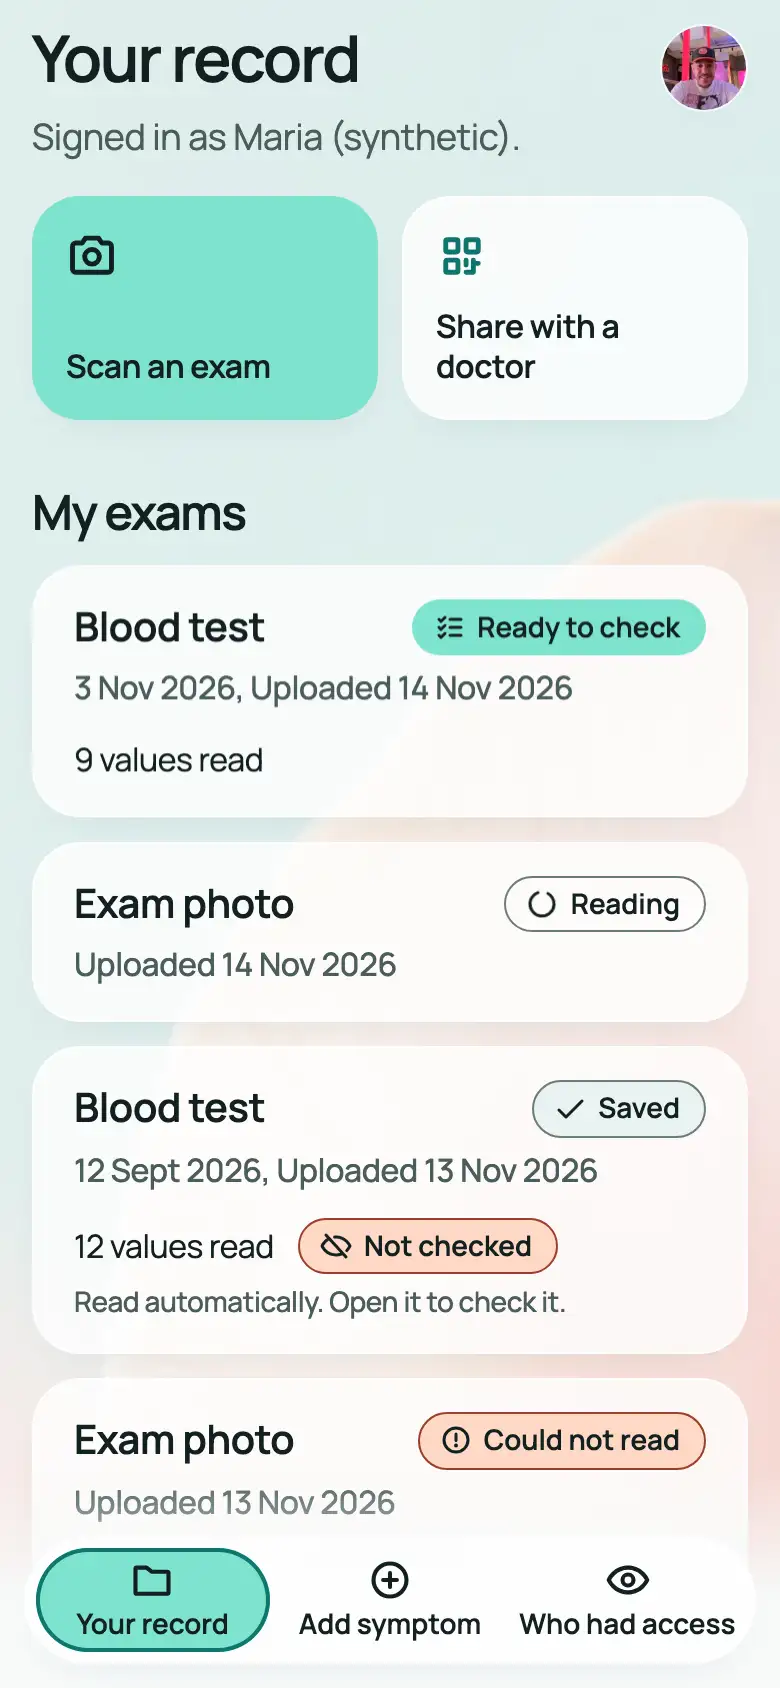 Your record
Signed in as Maria (synthetic).
Scan an exam
Share with a
doctor
My exams
Blood test
Ready to check
3 Nov 2026, Uploaded 14 Nov 2026
9 values read
Exam photo
Reading
Uploaded 14 Nov 2026
Blood test
Saved
12 Sept 2026, Uploaded 13 Nov 2026
12 values read
Not checked
Read automatically. Open it to check it.
Exam photo
Could not read
Uploaded 13 Nov 2026
Your record
Add symptom
Who had access